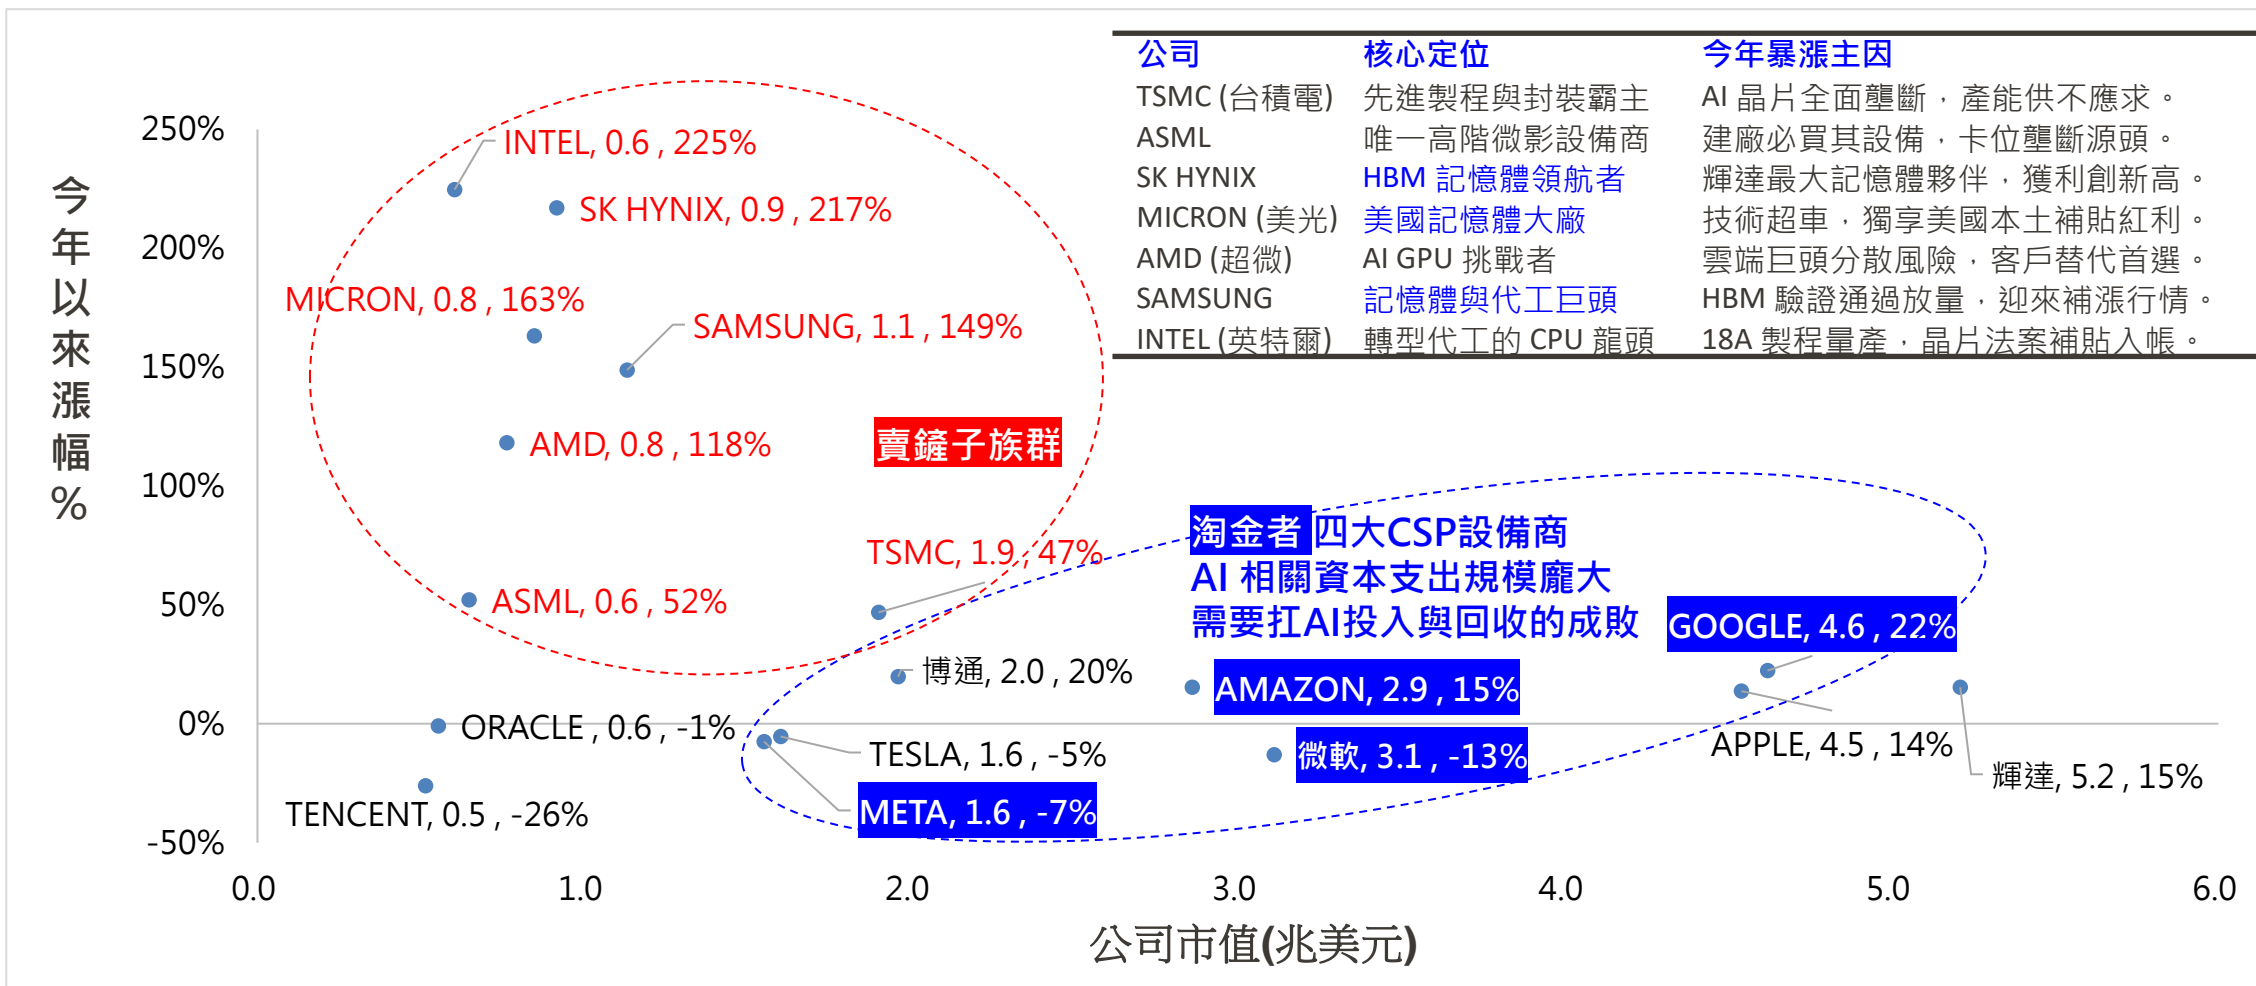 公司 核心定位 今年暴漲主因
TSMC (台積電) 先進製程與封裝霸主 AI 晶片全面壟斷，產能供不應求。
ASML 唯一高階微影設備商 建廠必買其設備，卡位壟斷源頭。
SK HYNIX HBM 記憶體領航者 輝達最大記憶體夥伴，獲利創新高。
MICRON (美光) 美國記憶體大廠 技術超車，獨享美國本土補貼紅利。
AMD (超微) AI GPU 挑戰者 雲端巨頭分散風險，客戶替代首選。
SAMSUNG 記憶體與代工巨頭 HBM 驗證通過放量，迎來補漲行情。
INTEL (英特爾) 轉型代工的 CPU 龍頭 18A 製程量產，晶片法案補貼入帳。
今年以來漲幅%
250%
200%
150%
100%
50%
0%
-50%
INTEL, 0.6 , 225%
SK HYNIX, 0.9 , 217%
MICRON, 0.8 , 163%
SAMSUNG, 1.1 , 149%
AMD, 0.8 , 118%
賣鏟子族群
TSMC, 1.9 , 47%
ASML, 0.6 , 52%
淘金者 四大CSP設備商
AI 相關資本支出規模龐大
需要扛AI投入與回收的成敗
GOOGLE, 4.6 , 22%
博通, 2.0 , 20%
AMAZON, 2.9 , 15%
ORACLE , 0.6 , -1%
TESLA, 1.6 , -5%
微軟, 3.1 , -13%
APPLE, 4.5 , 14%
輝達, 5.2 , 15%
TENCENT, 0.5 , -26%
META, 1.6 , -7%
0.0 1.0 2.0 3.0 4.0 5.0 6.0
公司市值(兆美元)